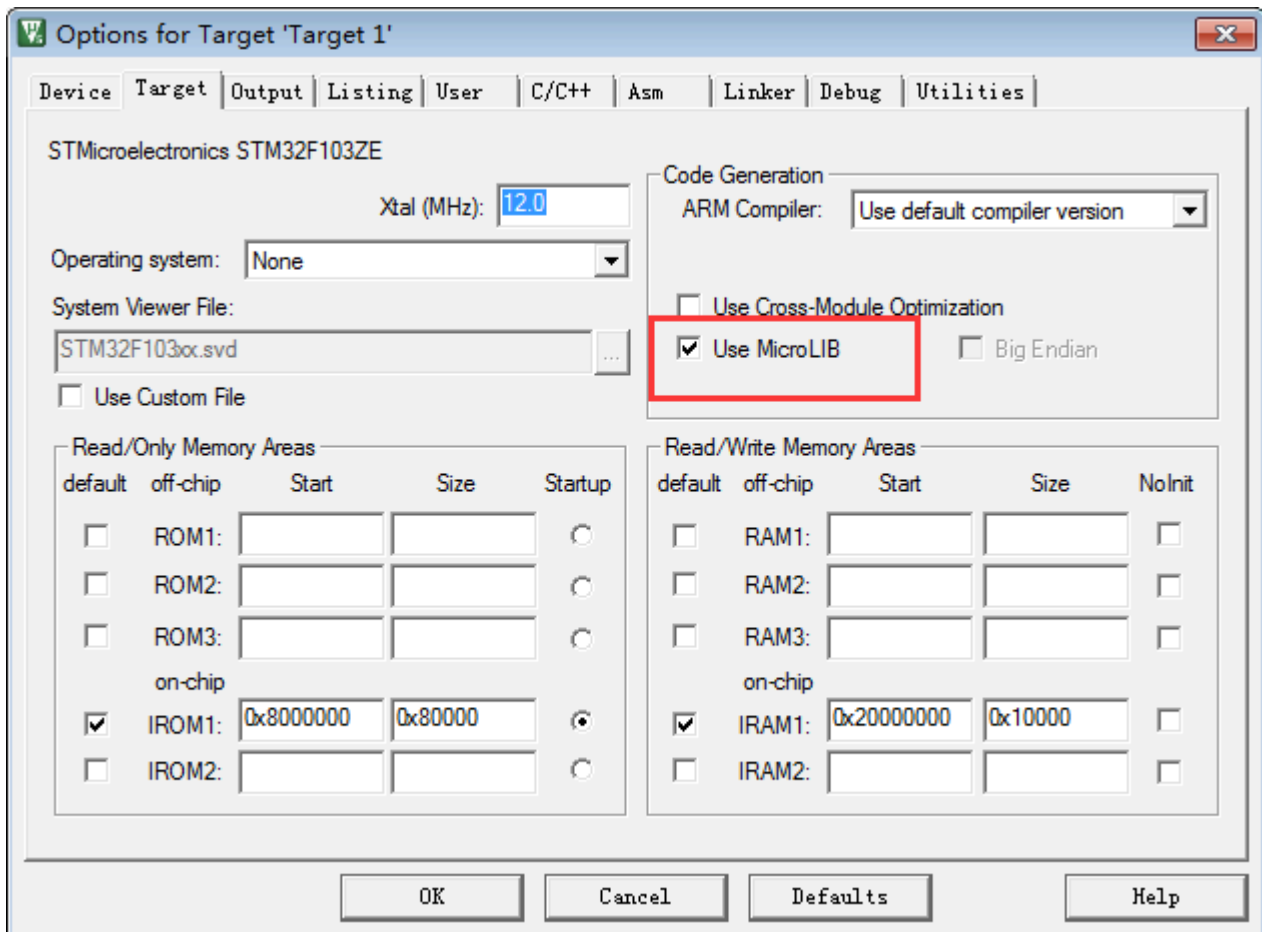 Options for Target 'Target 1'
Device Target Output Listing User C/C++ Asm Linker Debug Utilities
STMicroelectronics STM32F103ZE
Xtal (MHz): 12.0
Operating system: None
System Viewer File:
STM32F103xx.svd ...
Use Custom File
Code Generation
ARM Compiler: Use default compiler version
Use Cross-Module Optimization
Use MicroLIB Big Endian
Read/Only Memory Areas
default off-chip Start Size Startup
ROM1:
ROM2:
ROM3:
on-chip
IROM1: 0x8000000 0x80000
IROM2:
Read/Write Memory Areas
default off-chip Start Size NoInit
RAM1:
RAM2:
RAM3:
on-chip
IRAM1: 0x20000000 0x10000
IRAM2:
OK Cancel Defaults Help